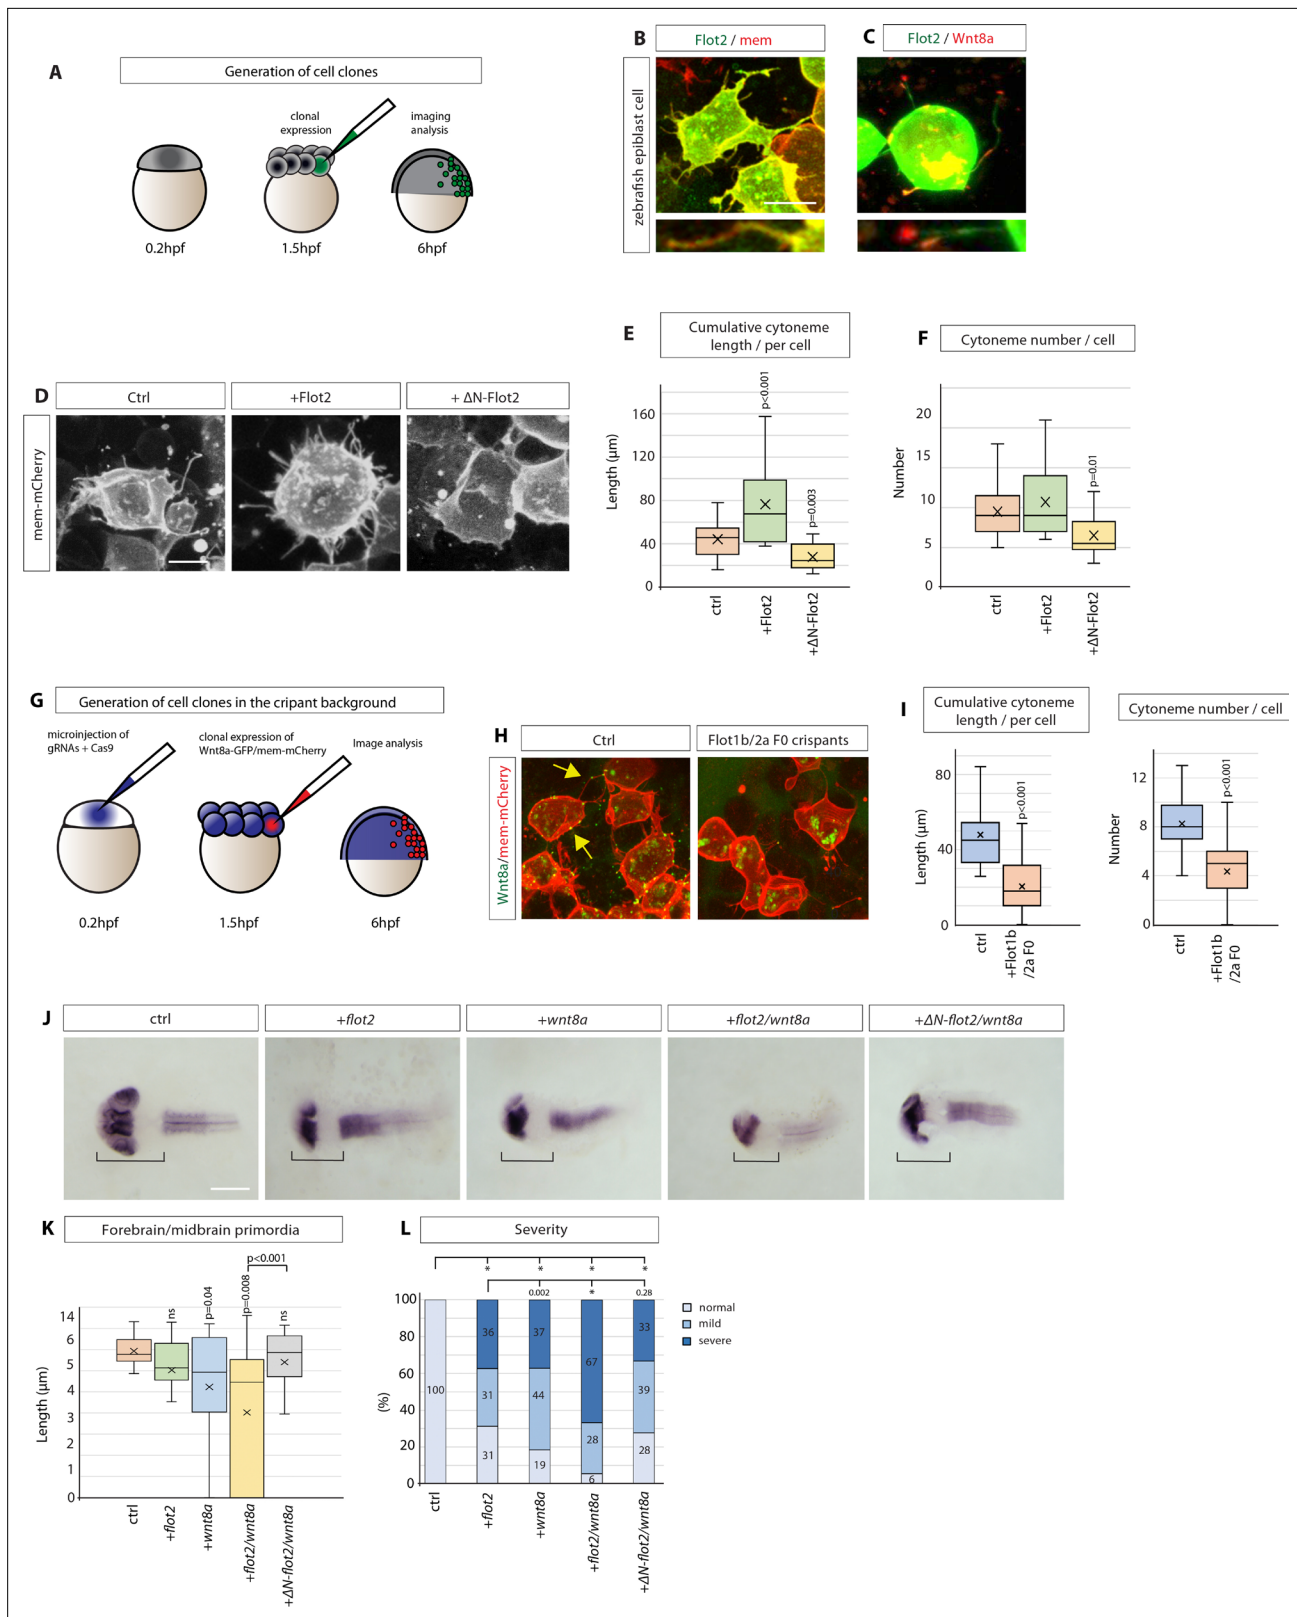 A
Generation of cell clones
clonal
expression
imaging
analysis
0.2hpf
1.5hpf
6hpf
B
Flot2 / mem
C
Flot2 / Wnt8a
zebrafish epiblast cell
D
Ctrl
+Flot2
+ ΔN-Flot2
mem-mCherry
E
Cumulative cytoneme
length / per cell
Length (µm)
160
120
80
40
0
p<0.001
p=0.003
ctrl
+Flot2
+ΔN-Flot2
F
Cytoneme number / cell
Number
20
15
10
5
0
p=0.01
ctrl
+Flot2
+ΔN-Flot2
G
Generation of cell clones in the cripant background
microinjection of
gRNAs + Cas9
clonal expression of
Wnt8a-GFP/mem-mCherry
Image analysis
0.2hpf
1.5hpf
6hpf
H
Ctrl
Flot1b/2a F0 crispants
Wnt8a/mem-mCherry
I
Cumulative cytoneme
length / per cell
Length (µm)
80
40
0
p<0.001
ctrl
+Flot1b
/2a F0
Cytoneme number / cell
Number
12
8
4
0
p<0.001
ctrl
+Flot1b
/2a F0
J
ctrl
+flot2
+wnt8a
+flot2/wnt8a
+ΔN-flot2/wnt8a
K
Forebrain/midbrain primordia
Length (µm)
14
6
5
4
3
2
1
0
ns
p=0.04
p=0.008
p<0.001
ns
ctrl
+flot2
+wnt8a
+flot2/wnt8a
+ΔN-flot2/wnt8a
L
Severity
* * * *
0.002 * 0.28
(%)
100
80
60
40
20
0
100
36
31
31
37
44
19
67
28
6
33
39
28
normal
mild
severe
ctrl
+flot2
+wnt8a
+flot2/wnt8a
+ΔN-flot2/wnt8a